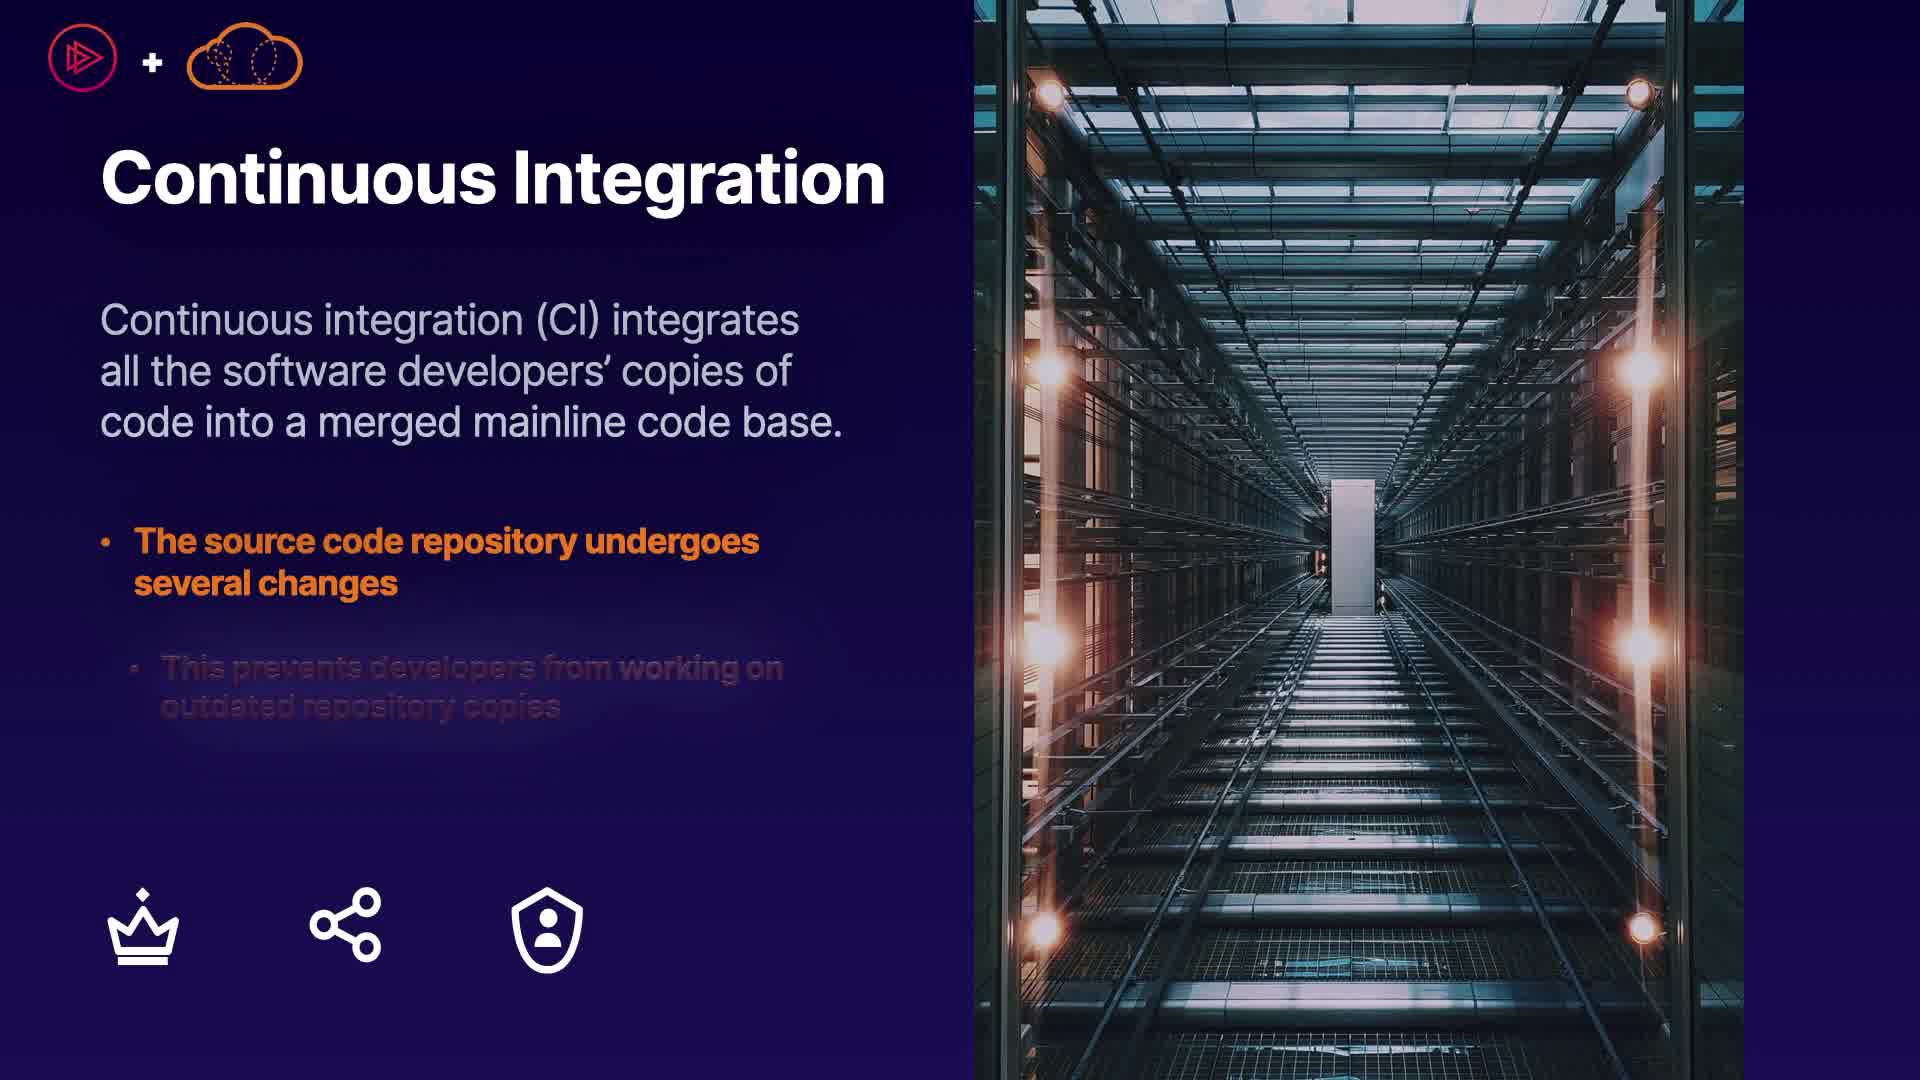 +
Continuous Integration
Continuous integration (CI) integrates
all the software developers’ copies of
code into a merged mainline code base.
• The source code repository undergoes
several changes
• This prevents developers from working on
outdated repository copies